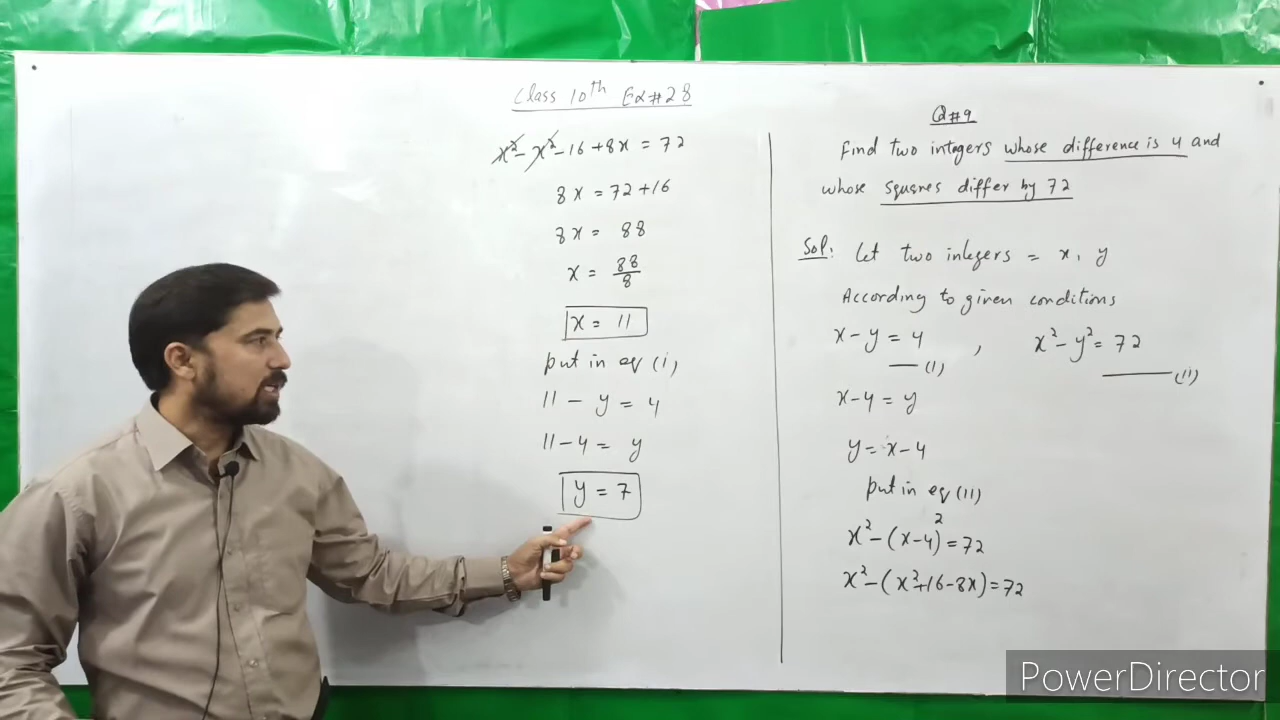 Class 10th Ex#28
Q#9
Find two integers whose difference is 4 and
whose squares differ by 72
Sol: Let two integers = x, y
According to given conditions
x - y = 4 , x² - y² = 72
(I) (II)
x - 4 = y
y = x - 4
put in eq (II)
x² - (x - 4)² = 72
x² - (x² + 16 - 8x) = 72
x² - x² - 16 + 8x = 72
8x = 72 + 16
8x = 88
x = 88/8
x = 11
put in eq (i)
11 - y = 4
11 - 4 = y
y = 7
PowerDirector